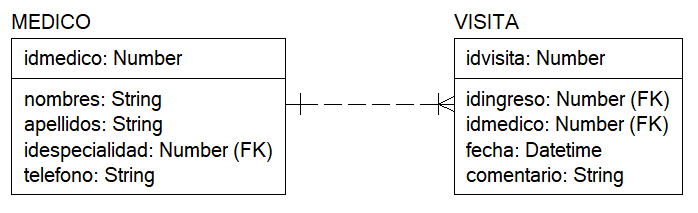 MEDICO
idmedico: Number
nombres: String
apellidos: String
idespecialidad: Number (FK)
telefono: String
VISITA
idvisita: Number
idingreso: Number (FK)
idmedico: Number (FK)
fecha: Datetime
comentario: String